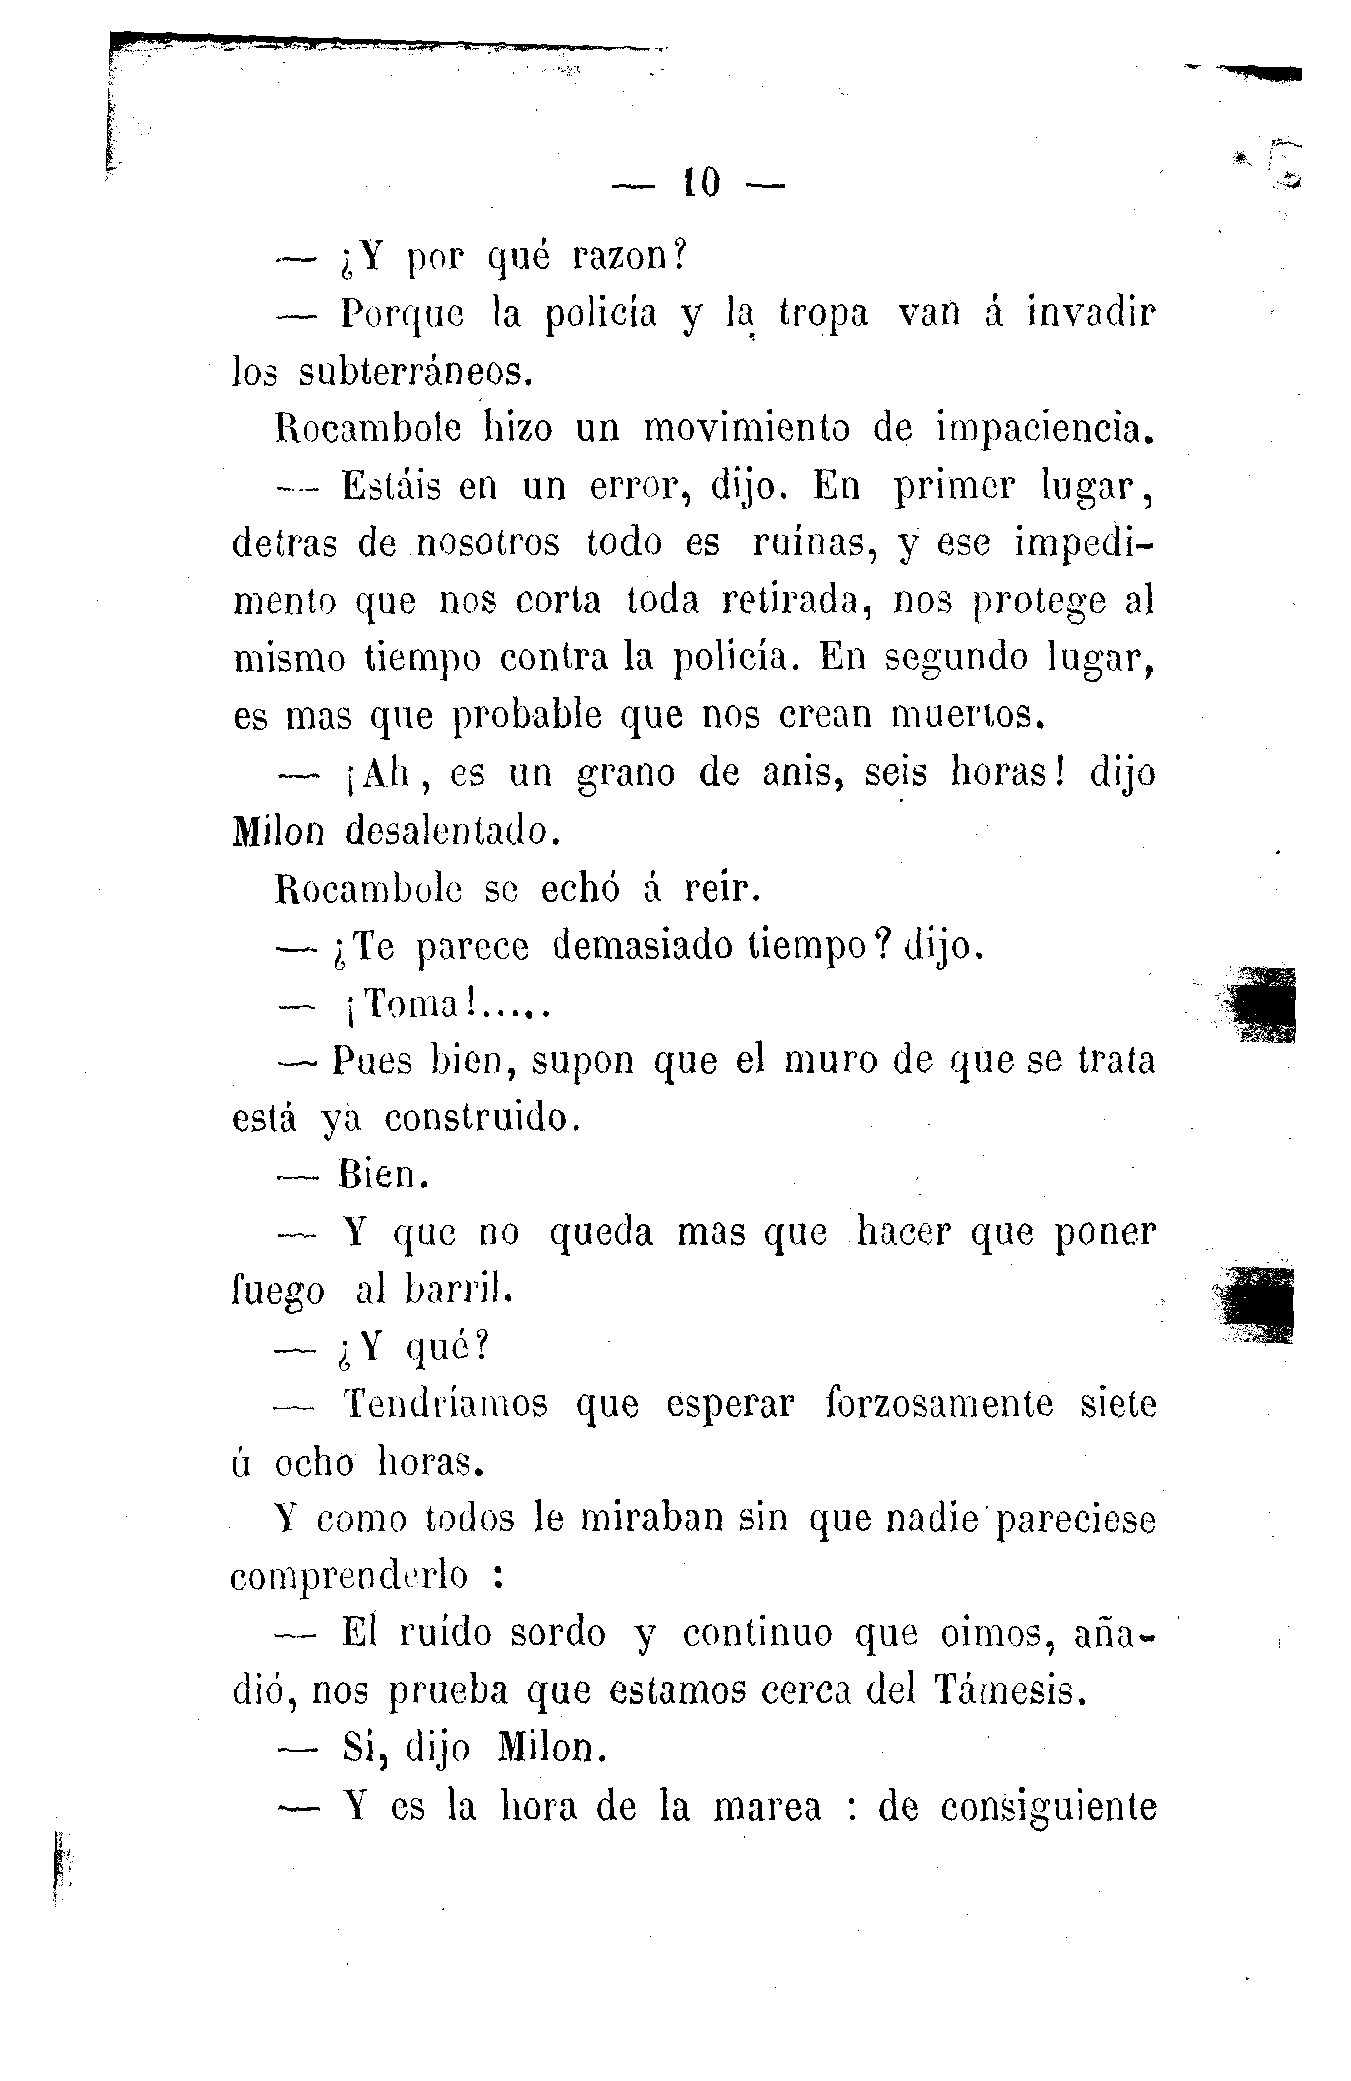 — 10 —
— ¿Y por qué razon?
— Porque la policía y la tropa van á invadir
los subterráneos.
Rocambole hizo un movimiento de impaciencia.
— Estáis en un error, dijo. En primer lugar,
detras de nosotros todo es ruínas, y ese impedi-
mento que nos corta toda retirada, nos protege al
mismo tiempo contra la policía. En segundo lugar,
es mas que probable que nos crean muertos.
— ¡Ah, es un grano de anis, seis horas! dijo
Milon desalentado.
Rocambole se echó á reír.
— ¿Te parece demasiado tiempo? dijo.
— ¡Toma!.....
— Pues bien, supon que el muro de que se trata
está ya construido.
— Bien.
— Y que no queda mas que hacer que poner
fuego al barril.
— ¿Y qué?
— Tendríamos que esperar forzosamente siete
ú ocho horas.
Y como todos le miraban sin que nadie pareciese
comprenderlo :
— El ruído sordo y continuo que oimos, aña-
dió, nos prueba que estamos cerca del Támesis.
— Sí, dijo Milon.
— Y es la hora de la marea : de consiguiente